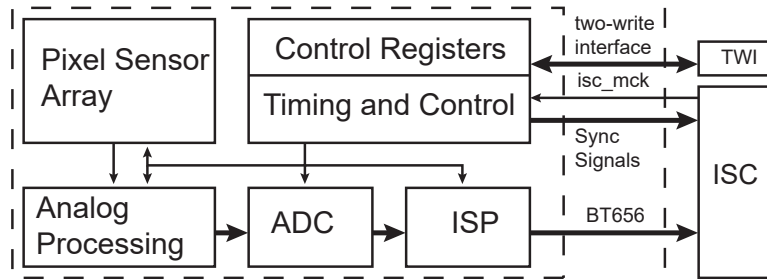 Pixel Sensor
Array
Control Registers
Timing and Control
two-write
interface
TWI
isc_mck
Sync
Signals
ISC
Analog
Processing
ADC
ISP
BT656